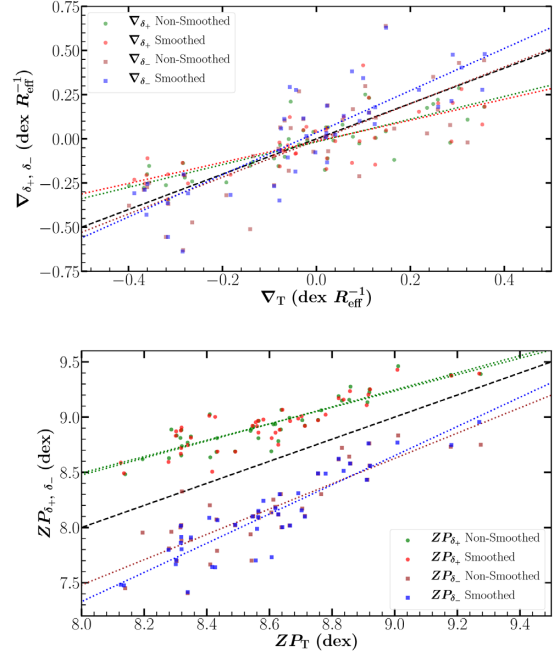 0.75
0.50
0.25
0.00
−0.25
−0.50
−0.75
∇δ+, δ− (dex R_eff^−1)
∇δ+ Non-Smoothed
∇δ+ Smoothed
∇δ− Non-Smoothed
∇δ− Smoothed
−0.4 −0.2 0.0 0.2 0.4
∇T (dex R_eff^−1)
9.5
9.0
8.5
8.0
7.5
ZPδ+, δ− (dex)
ZPδ+ Non-Smoothed
ZPδ+ Smoothed
ZPδ− Non-Smoothed
ZPδ− Smoothed
8.0 8.2 8.4 8.6 8.8 9.0 9.2 9.4
ZPT (dex)